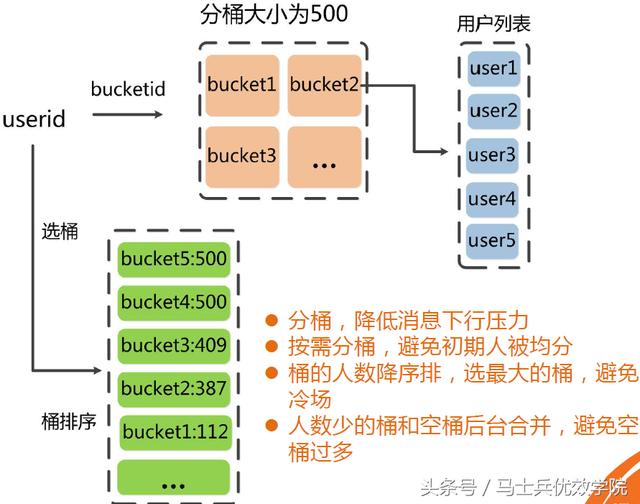 分桶大小为500
用户列表
bucketid
userid
bucket1
bucket2
bucket3
...
user1
user2
user3
user4
user5
选桶
桶排序
bucket5:500
bucket4:500
bucket3:409
bucket2:387
bucket1:112
...
分桶，降低消息下行压力
按需分桶，避免初期人被均分
桶的人数降序排，选最大的桶，避免
冷场
人数少的桶和空桶后台合并，避免空
桶过多
头条号 / 马士兵优效学院